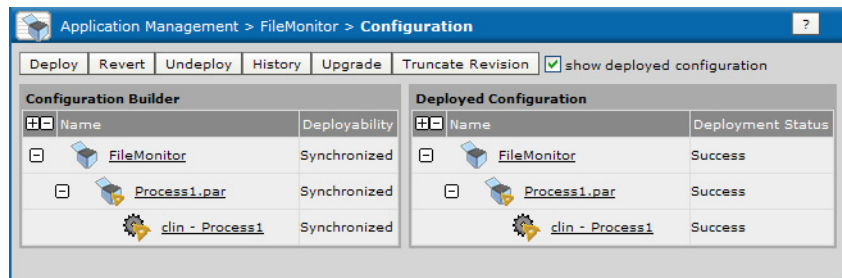 Application Management > FileMonitor > Configuration ?
Deploy Revert Undeploy History Upgrade Truncate Revision show deployed configuration
Configuration Builder
Name Deployability
FileMonitor Synchronized
Process1.par Synchronized
clin - Process1 Synchronized
Deployed Configuration
Name Deployment Status
FileMonitor Success
Process1.par Success
clin - Process1 Success